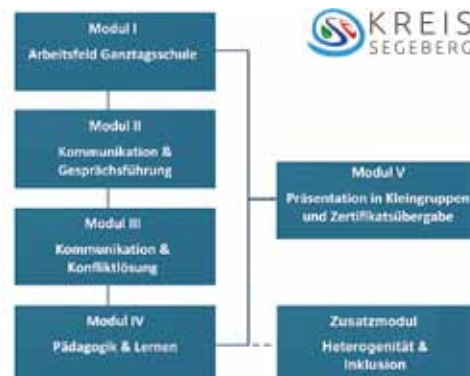 Modul I
Arbeitsfeld Ganztagsschule
KREIS
SEGEBERG
Modul II
Kommunikation &
Gesprächsführung
Modul III
Kommunikation &
Konfliktlösung
Modul IV
Pädagogik & Lernen
Modul V
Präsentation in Kleingruppen
und Zertifikatsübergabe
Zusatzmodul
Heterogenität &
Inklusion